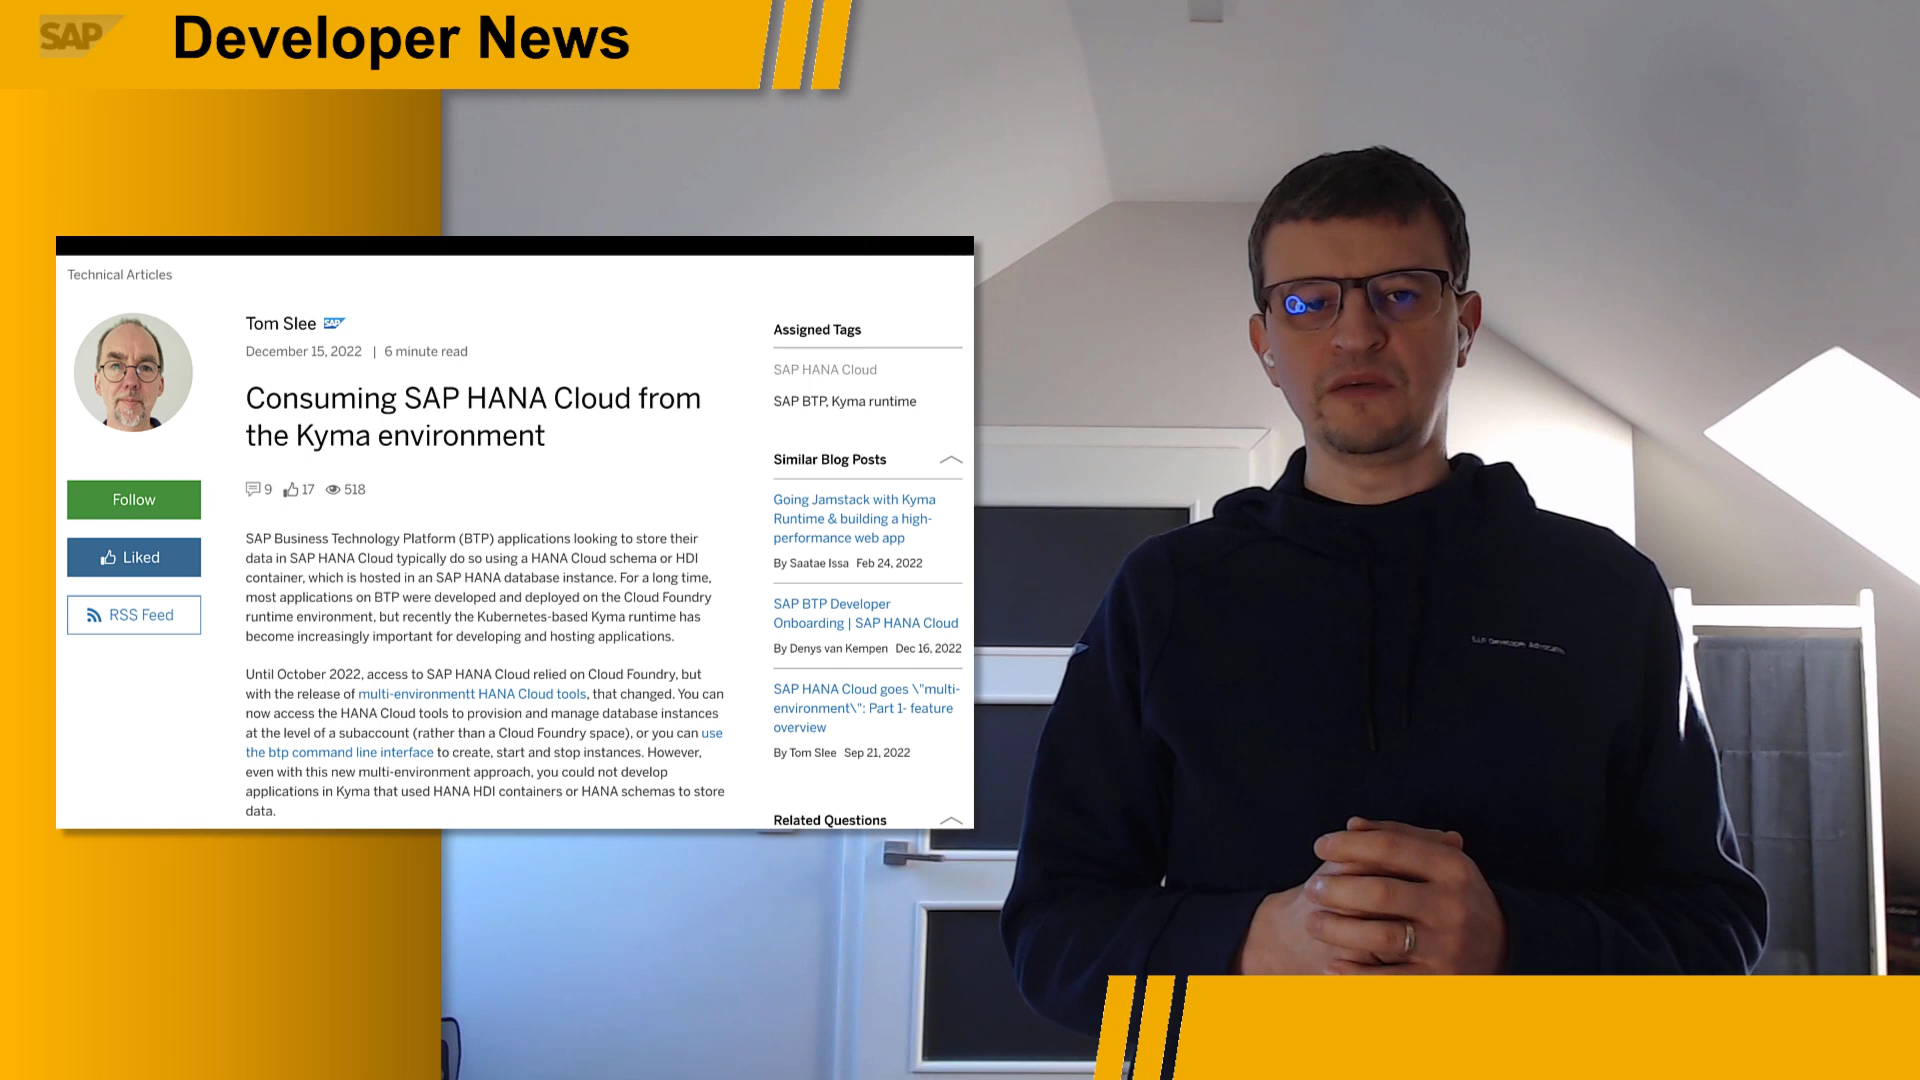 SAP Developer News
Technical Articles
Tom Slee SAP
December 15, 2022 | 6 minute read
Consuming SAP HANA Cloud from
the Kyma environment
9 17 518
Follow
Liked
RSS Feed
SAP Business Technology Platform (BTP) applications looking to store their
data in SAP HANA Cloud typically do so using a HANA Cloud schema or HDI
container, which is hosted in an SAP HANA database instance. For a long time,
most applications on BTP were developed and deployed on the Cloud Foundry
runtime environment, but recently the Kubernetes-based Kyma runtime has
become increasingly important for developing and hosting applications.
Until October 2022, access to SAP HANA Cloud relied on Cloud Foundry, but
with the release of multi-environmentt HANA Cloud tools, that changed. You can
now access the HANA Cloud tools to provision and manage database instances
at the level of a subaccount (rather than a Cloud Foundry space), or you can use
the btp command line interface to create, start and stop instances. However,
even with this new multi-environment approach, you could not develop
applications in Kyma that used HANA HDI containers or HANA schemas to store
data.
Assigned Tags
SAP HANA Cloud
SAP BTP, Kyma runtime
Similar Blog Posts
Going Jamstack with Kyma
Runtime & building a high-
performance web app
By Saatae Issa Feb 24, 2022
SAP BTP Developer
Onboarding | SAP HANA Cloud
By Denys van Kempen Dec 16, 2022
SAP HANA Cloud goes \"multi-
environment\": Part 1- feature
overview
By Tom Slee Sep 21, 2022
Related Questions
SAP Developer Advocate